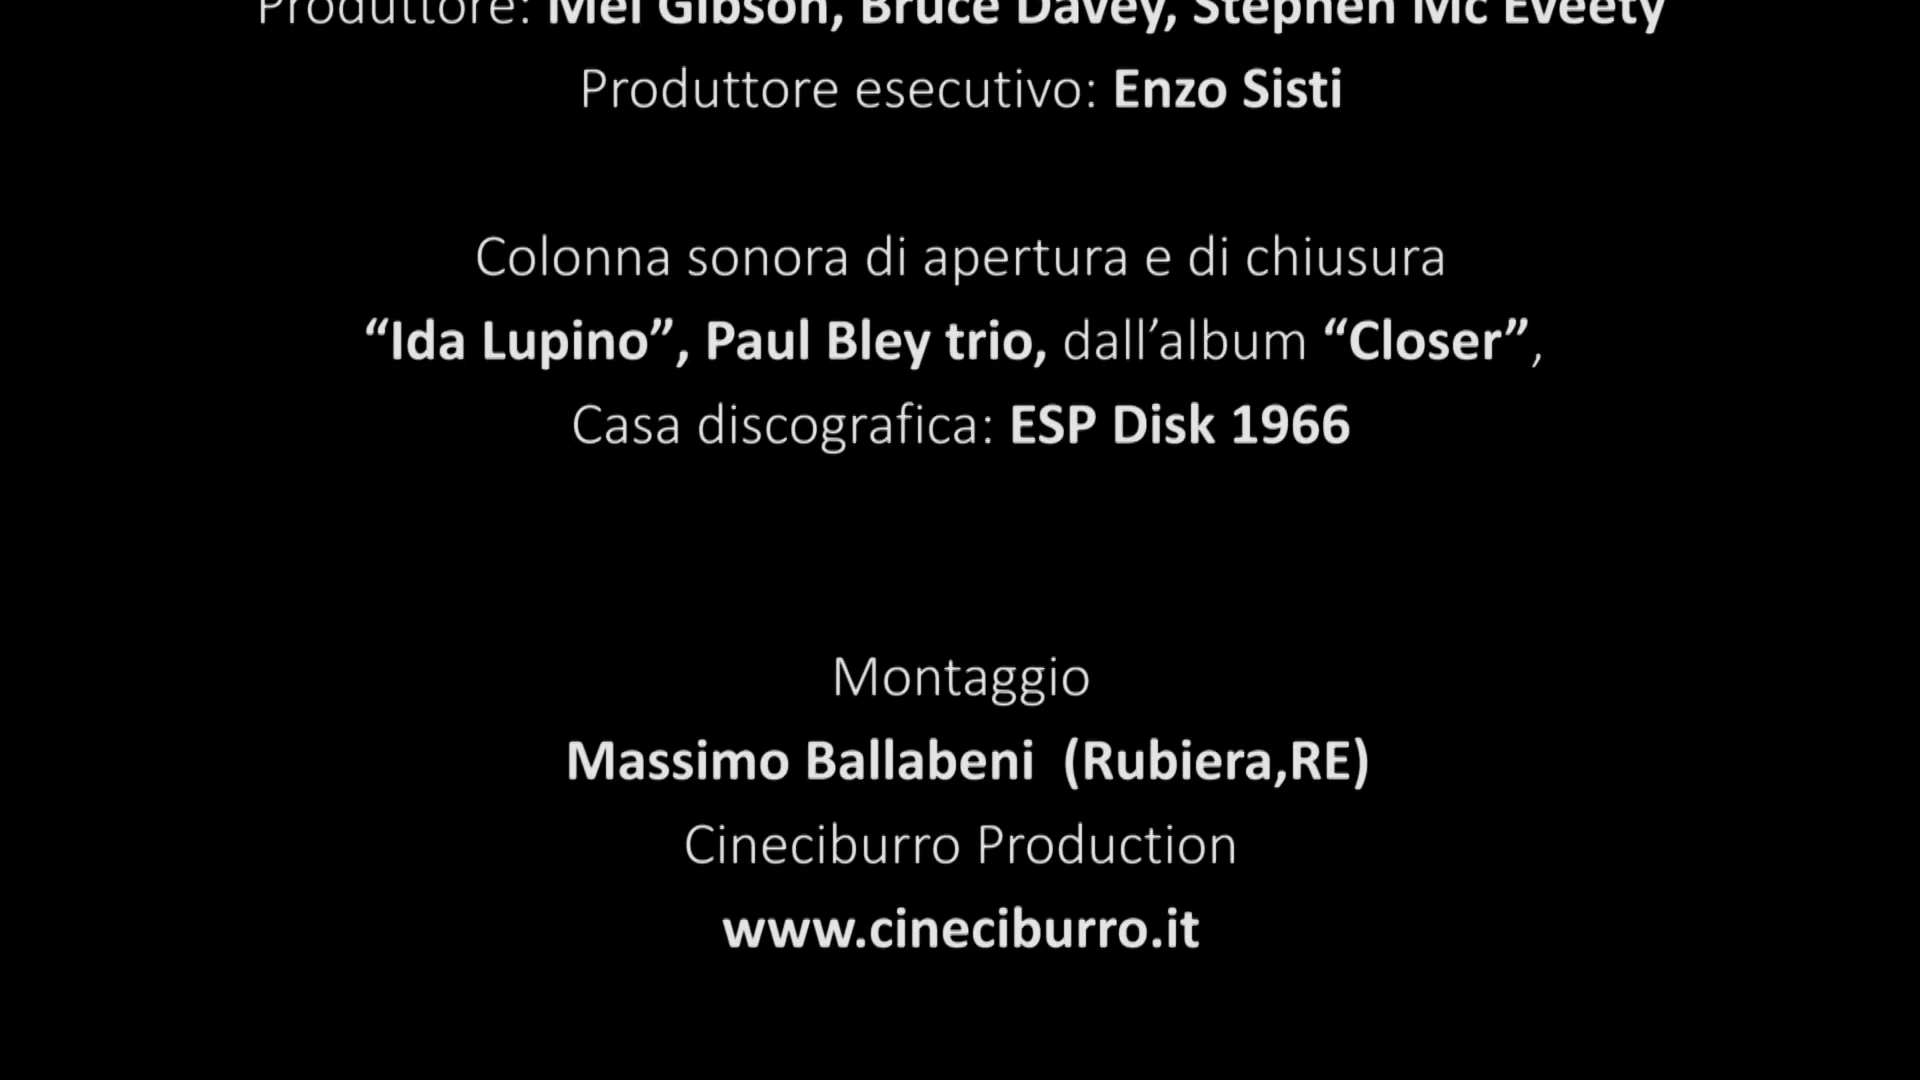 Produttore: Mel Gibson, Bruce Davey, Stephen Mc Eveety
Produttore esecutivo: Enzo Sisti
Colonna sonora di apertura e di chiusura
“Ida Lupino”, Paul Bley trio, dall’album “Closer”,
Casa discografica: ESP Disk 1966
Montaggio
Massimo Ballabeni  (Rubiera,RE)
Cineciburro Production
www.cineciburro.it